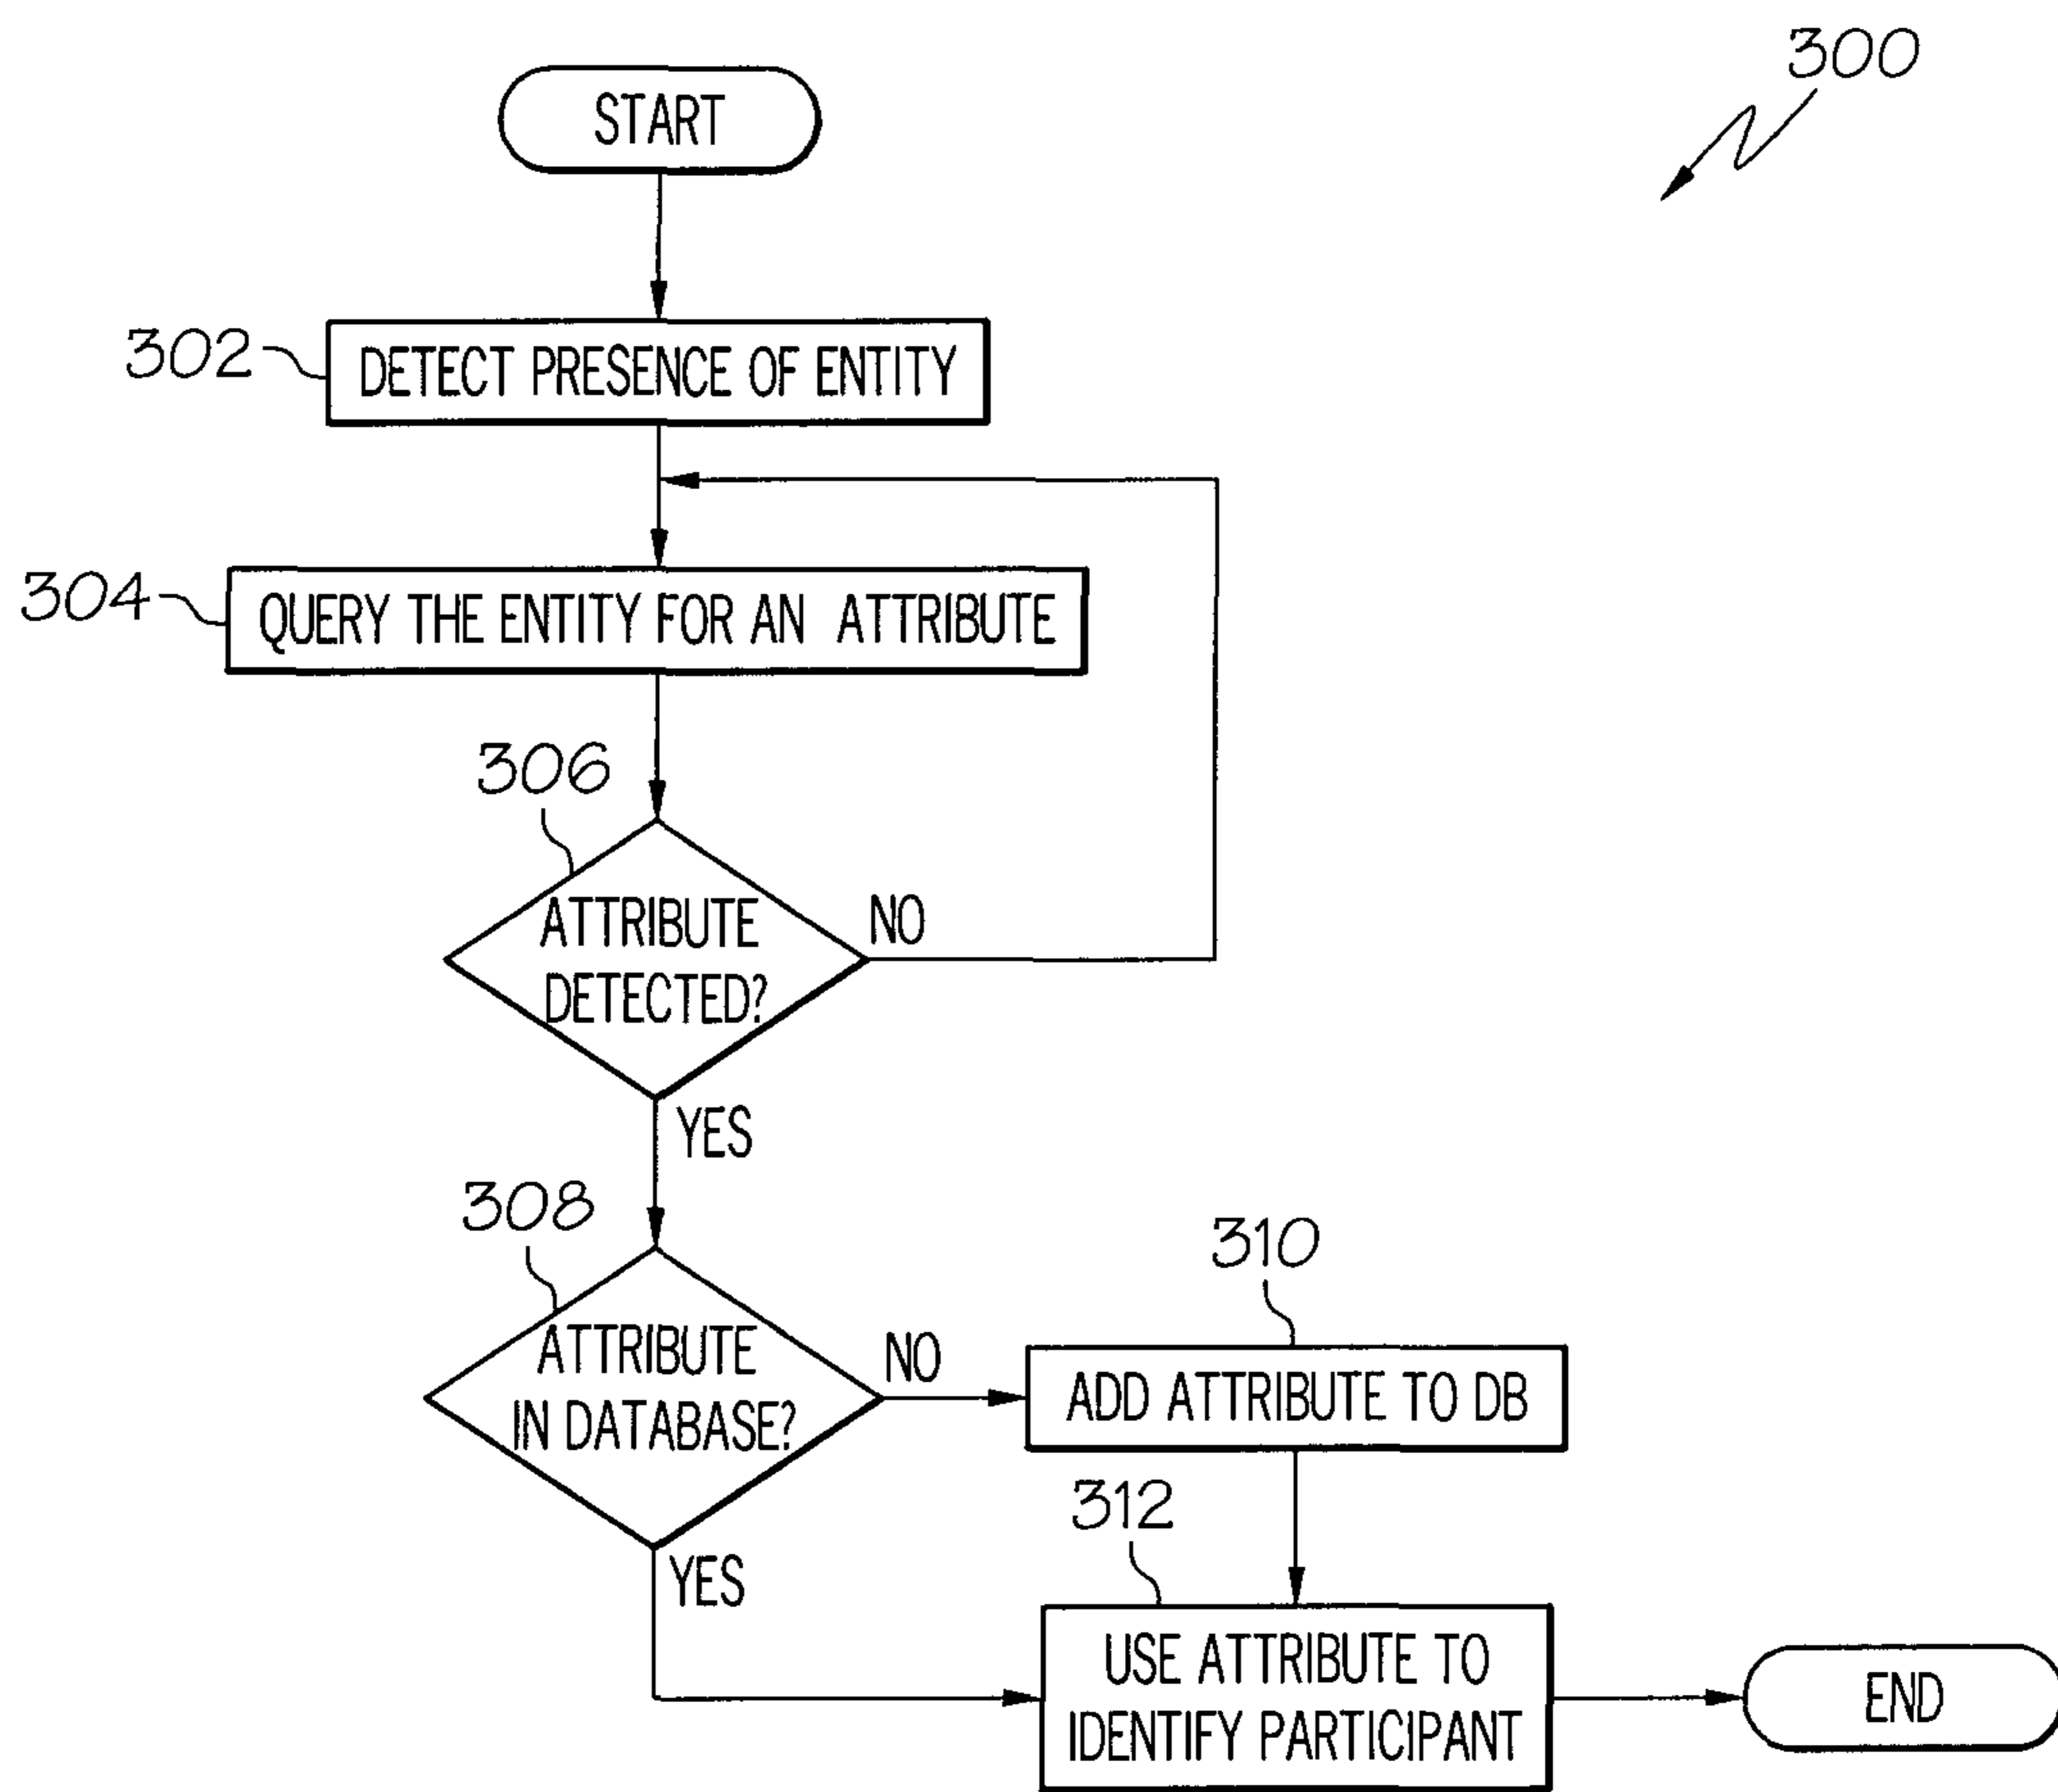 300
START
302
DETECT PRESENCE OF ENTITY
304
QUERY THE ENTITY FOR AN ATTRIBUTE
306
ATTRIBUTE
DETECTED?
NO
YES
308
ATTRIBUTE
IN DATABASE?
NO
310
ADD ATTRIBUTE TO DB
YES
312
USE ATTRIBUTE TO
IDENTIFY PARTICIPANT
END